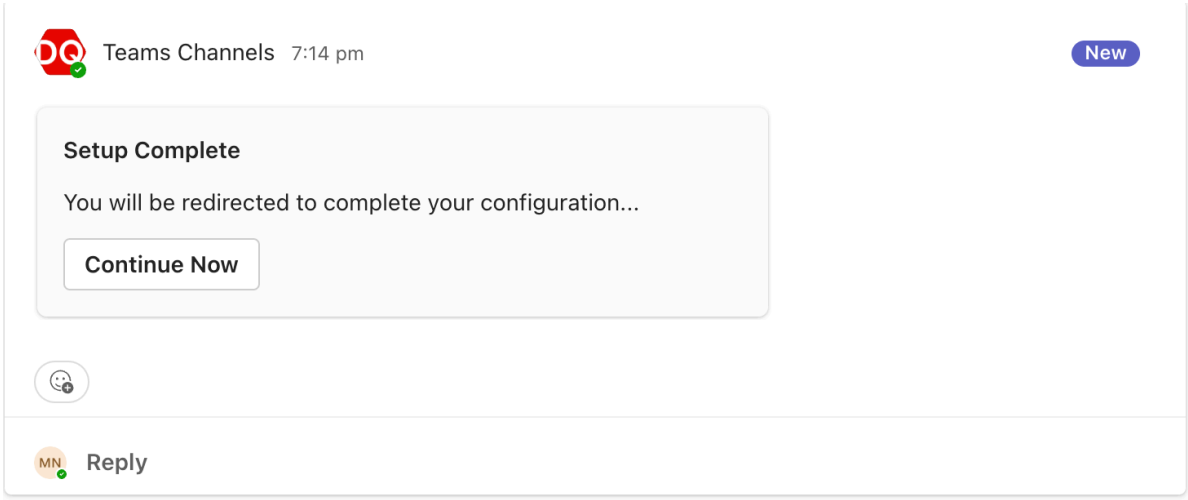 DQ
Teams Channels 7:14 pm
New
Setup Complete
You will be redirected to complete your configuration...
Continue Now
MN
Reply